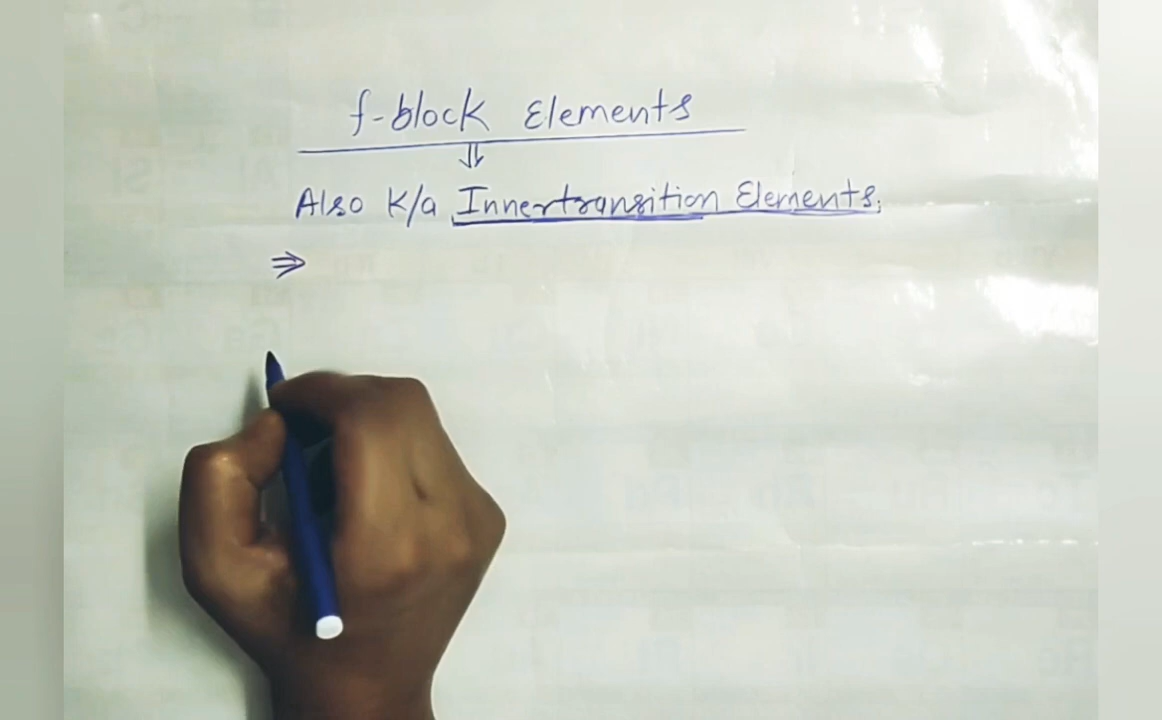 f-block Elements
⇓
Also K/a Innertransition Elements.
⇒